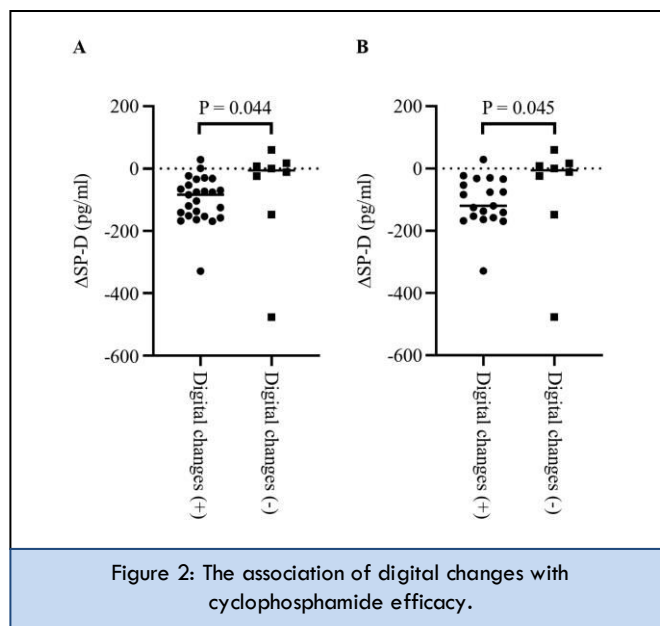 A
B
P = 0.044
P = 0.045
200
0
-200
-400
-600
ΔSP-D (pg/ml)
Digital changes (+)
Digital changes (-)
200
0
-200
-400
-600
ΔSP-D (pg/ml)
Digital changes (+)
Digital changes (-)
Figure 2: The association of digital changes with
cyclophosphamide efficacy.